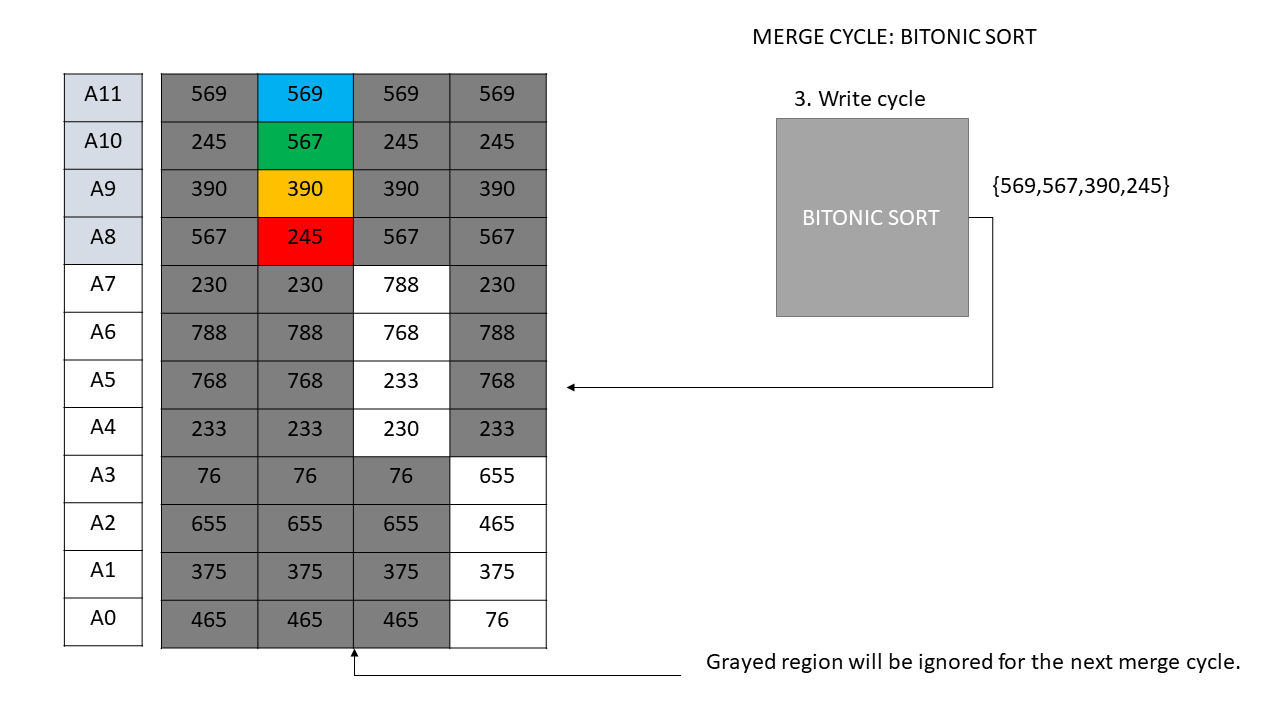 MERGE CYCLE: BITONIC SORT
3. Write cycle
A11 569 569 569 569
A10 245 567 245 245
A9 390 390 390 390
A8 567 245 567 567
A7 230 230 788 230
A6 788 788 768 788
A5 768 768 233 768
A4 233 233 230 233
A3 76 76 76 655
A2 655 655 655 465
A1 375 375 375 375
A0 465 465 465 76
BITONIC SORT
{569,567,390,245}
Grayed region will be ignored for the next merge cycle.